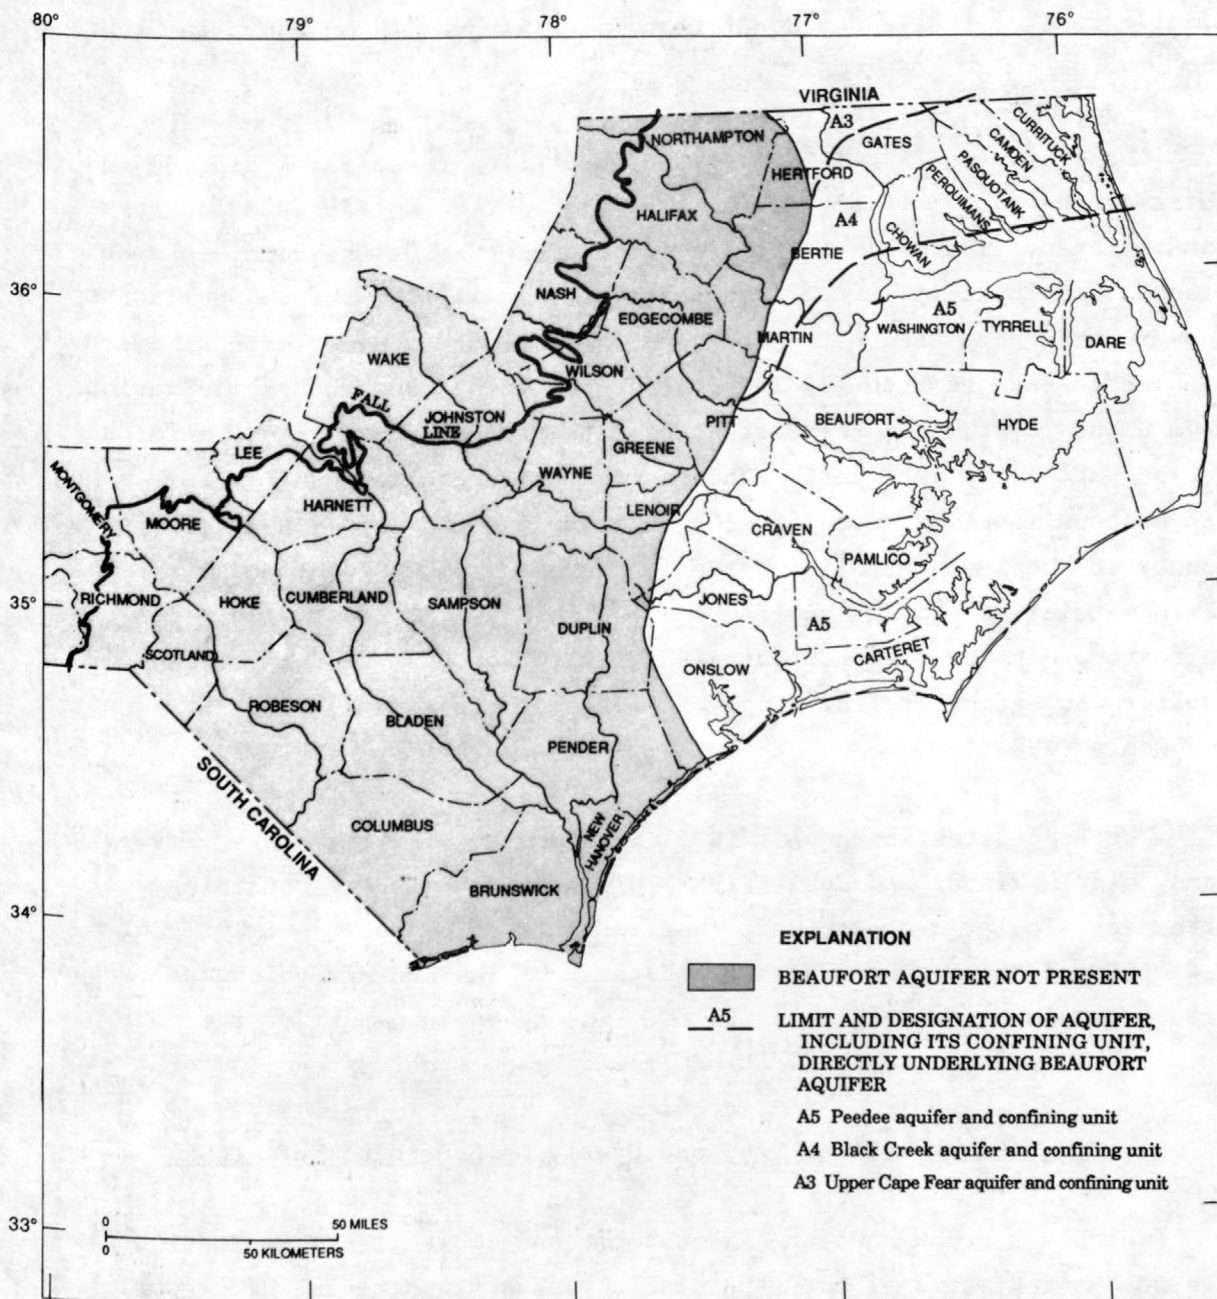 80°
79°
78°
77°
76°
VIRGINIA
A3
NORTHAMPTON
GATES
CURRITUCK
CAMDEN
PASQUOTANK
PERQUIMANS
HERTFORD
HALIFAX
A4
CHOWAN
BERTIE
36°
NASH
EDGECOMBE
A5
MARTIN
WASHINGTON
TYRRELL
DARE
WAKE
WILSON
FALL
LINE
JOHNSTON
PITT
BEAUFORT
HYDE
LEE
GREENE
WAYNE
MONTGOMERY
MOORE
HARNETT
LENOIR
CRAVEN
PAMLICO
35°
RICHMOND
HOKE
CUMBERLAND
SAMPSON
JONES
DUPLIN
A5
SCOTLAND
CARTERET
ONSLOW
ROBESON
BLADEN
PENDER
SOUTH CAROLINA
COLUMBUS
NEW
HANOVER
BRUNSWICK
34°
EXPLANATION
BEAUFORT AQUIFER NOT PRESENT
A5
LIMIT AND DESIGNATION OF AQUIFER,
INCLUDING ITS CONFINING UNIT,
DIRECTLY UNDERLYING BEAUFORT
AQUIFER
A5 Peedee aquifer and confining unit
A4 Black Creek aquifer and confining unit
A3 Upper Cape Fear aquifer and confining unit
33°
0
50 MILES
0
50 KILOMETERS